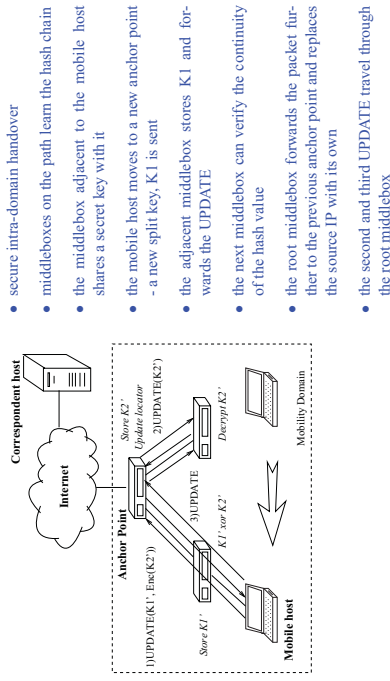 Correspondent host
Internet
Anchor Point
Store K2'
Update locator
1)UPDATE(K1', Enc(K2'))
2)UPDATE(K2')
3)UPDATE
Store K1'
K1' xor K2'
Decrypt K2'
Mobile host
Mobility Domain
• secure intra-domain handover
• middleboxes on the path learn the hash chain
• the middlebox adjacent to the mobile host
shares a secret key with it
• the mobile host moves to a new anchor point
- a new split key, K1 is sent
• the adjacent middlebox stores K1 and for-
wards the UPDATE
• the next middlebox can verify the continuity
of the hash value
• the root middlebox forwards the packet fur-
ther to the previous anchor point and replaces
the source IP with its own
• the second and third UPDATE travel through
the root middlebox